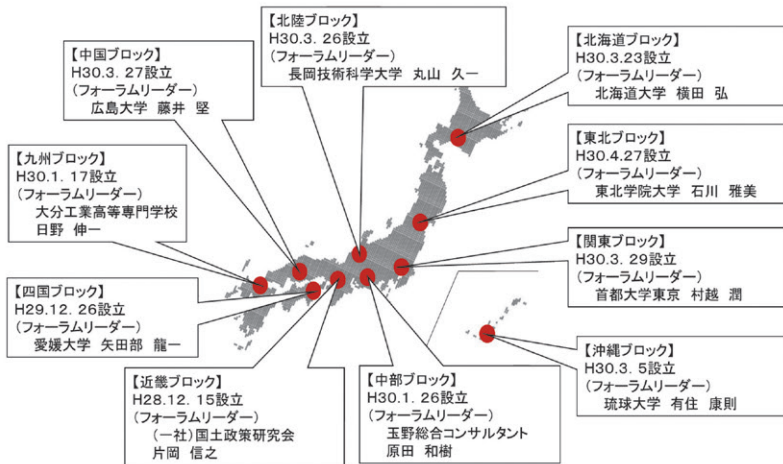 【北陸ブロック】
H30.3. 26設立
(フォーラムリーダー)
長岡技術科学大学 丸山 久一
【中国ブロック】
H30.3. 27設立
(フォーラムリーダー)
広島大学 藤井 堅
【九州ブロック】
H30.1. 17設立
(フォーラムリーダー)
大分工業高等専門学校
日野 伸一
【四国ブロック】
H29.12. 26設立
(フォーラムリーダー)
愛媛大学 矢田部 龍一
【近畿ブロック】
H28.12. 15設立
(フォーラムリーダー)
(一社)国土政策研究会
片岡 信之
【中部ブロック】
H30.1. 26設立
(フォーラムリーダー)
玉野総合コンサルタント
原田 和樹
【北海道ブロック】
H30.3.23設立
(フォーラムリーダー)
北海道大学 横田 弘
【東北ブロック】
H30.4.27設立
(フォーラムリーダー)
東北学院大学 石川 雅美
【関東ブロック】
H30.3. 29設立
(フォーラムリーダー)
首都大学東京 村越 潤
【沖縄ブロック】
H30.3. 5設立
(フォーラムリーダー)
琉球大学 有住 康則